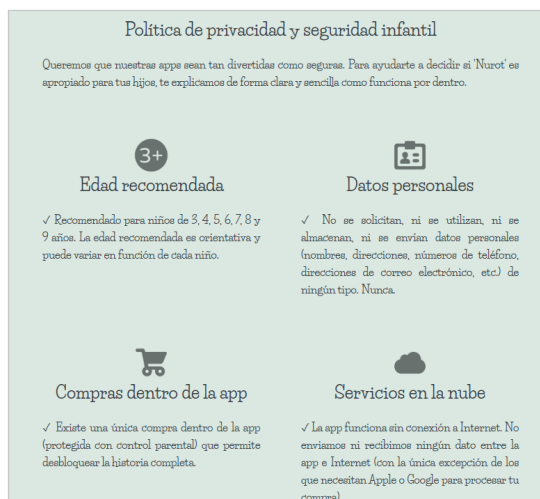 Política de privacidad y seguridad infantil
Queremos que nuestras apps sean tan divertidas como seguras. Para ayudarte a decidir si 'Nurot' es
apropiado para tus hijos, te explicamos de forma clara y sencilla como funciona por dentro.
3+
Edad recomendada
✓ Recomendado para niños de 3, 4, 5, 6, 7, 8 y
9 años. La edad recomendada es orientativa y
puede variar en función de cada niño.
Datos personales
✓ No se solicitan, ni se utilizan, ni se
almacenan, ni se envían datos personales
(nombres, direcciones, números de teléfono,
direcciones de correo electrónico, etc.) de
ningún tipo. Nunca.
Compras dentro de la app
✓ Existe una única compra dentro de la app
(protegida con control parental) que permite
desbloquear la historia completa.
Servicios en la nube
✓ La app funciona sin conexión a Internet. No
enviamos ni recibimos ningún dato entre la
app e Internet (con la única excepción de los
que necesitan Apple o Google para procesar tu
compra).